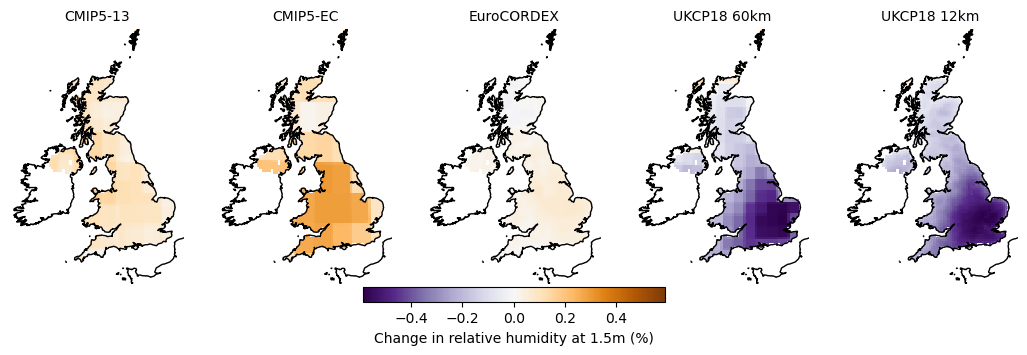 CMIP5-13 CMIP5-EC EuroCORDEX UKCP18 60km UKCP18 12km
−0.4 −0.2 0.0 0.2 0.4
Change in relative humidity at 1.5m (%)